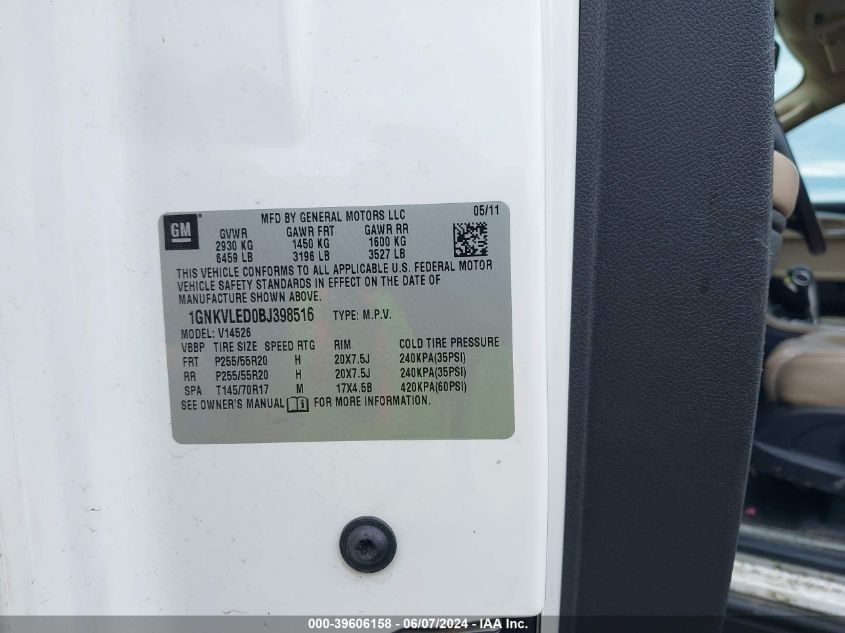 GM
MFD BY GENERAL MOTORS LLC 05/11
GVWR GAWR FRT GAWR RR
2930 KG 1450 KG 1600 KG
6459 LB 3196 LB 3527 LB
THIS VEHICLE CONFORMS TO ALL APPLICABLE U.S. FEDERAL MOTOR
VEHICLE SAFETY STANDARDS IN EFFECT ON THE DATE OF
MANUFACTURE SHOWN ABOVE.
1GNKVLED0BJ398516 TYPE: M.P.V.
MODEL: V14526
VBBP TIRE SIZE SPEED RTG RIM COLD TIRE PRESSURE
FRT P255/55R20 H 20X7.5J 240KPA(35PSI)
RR P255/55R20 H 20X7.5J 240KPA(35PSI)
SPA T145/70R17 M 17X4.5B 420KPA(60PSI)
SEE OWNER'S MANUAL FOR MORE INFORMATION.
000-39606158 - 06/07/2024 - IAAI.com